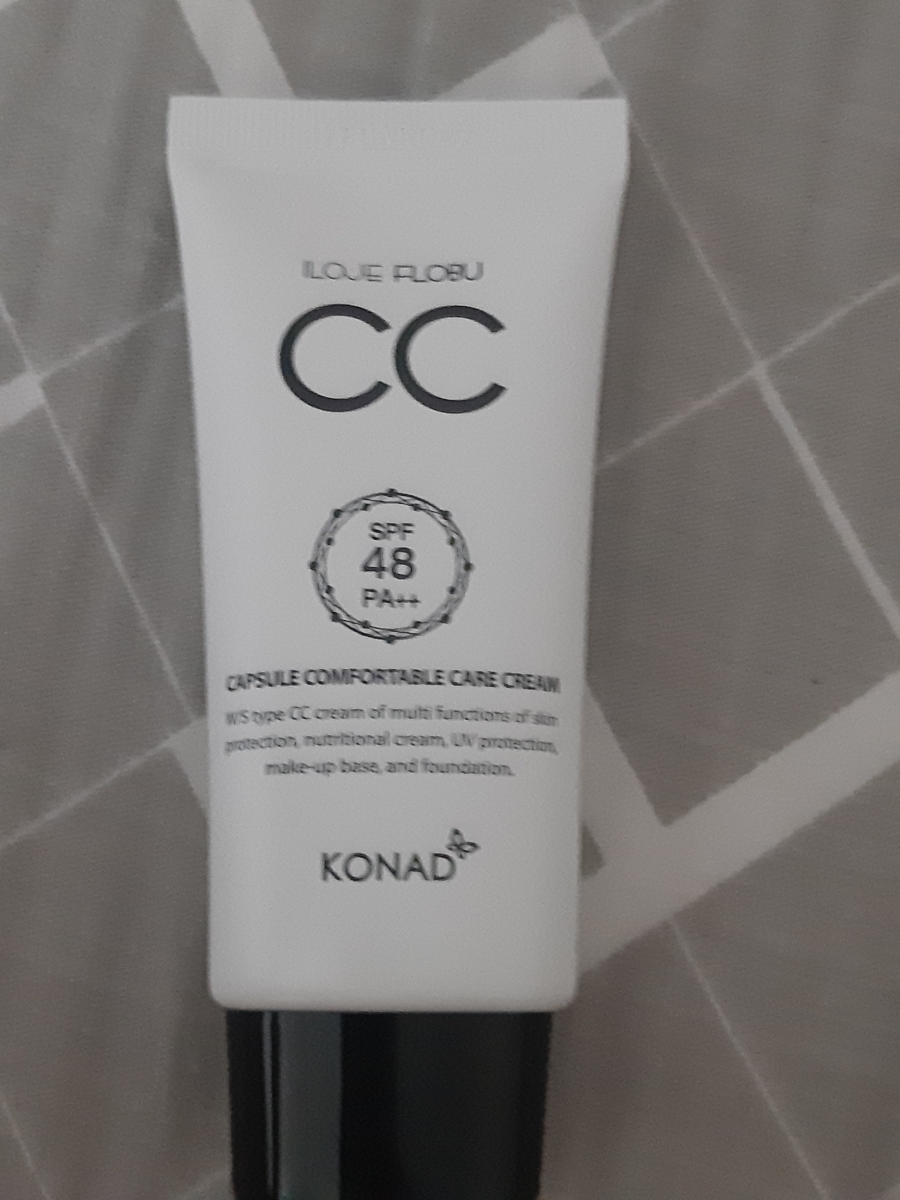 ILOJE FLOBU
CC
SPF
48
PA++
CAPSULE COMFORTABLE CARE CREAM
W/S type CC cream of multi functions of skin
protection, nutritional cream, UV protection,
make-up base, and foundation.
KONAD